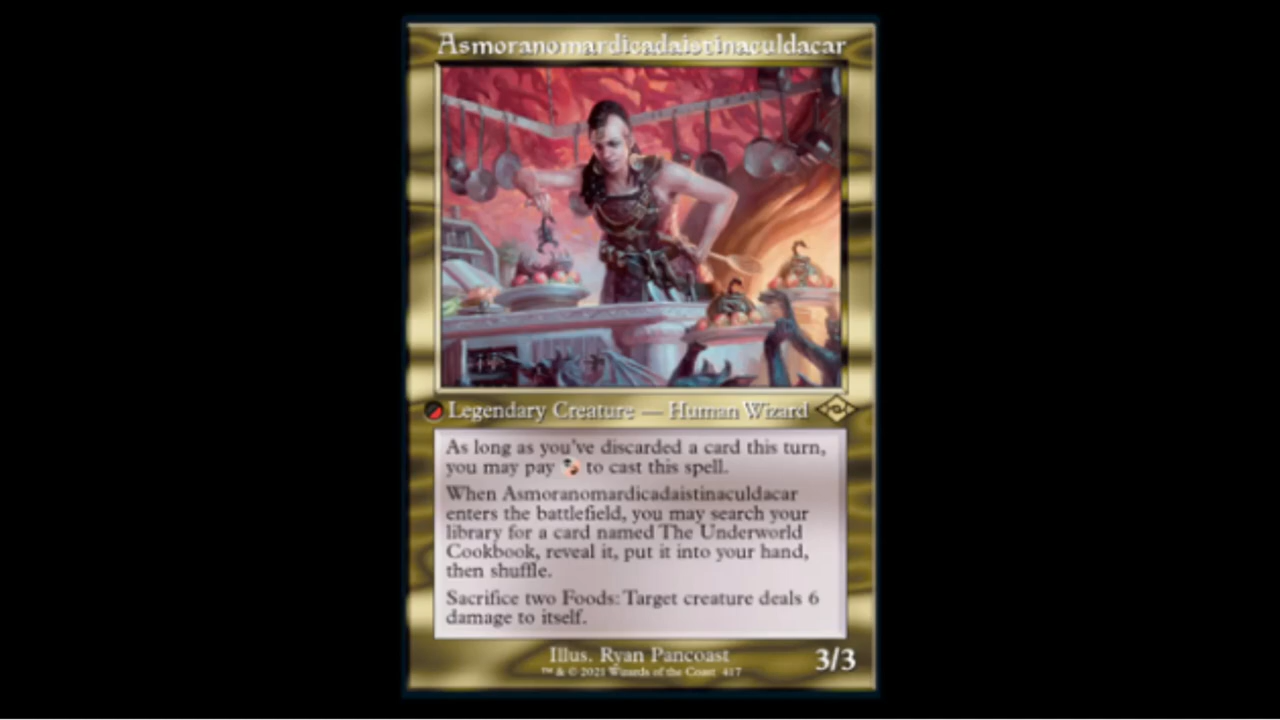 Asmoranomardicadaistinaculdacar
Legendary Creature — Human Wizard
As long as you've discarded a card this turn,
you may pay to cast this spell.
When Asmoranomardicadaistinaculdacar
enters the battlefield, you may search your
library for a card named The Underworld
Cookbook, reveal it, put it into your hand,
then shuffle.
Sacrifice two Foods: Target creature deals 6
damage to itself.
Illus. Ryan Pancoast
3/3
™ & © 2021 Wizards of the Coast 417